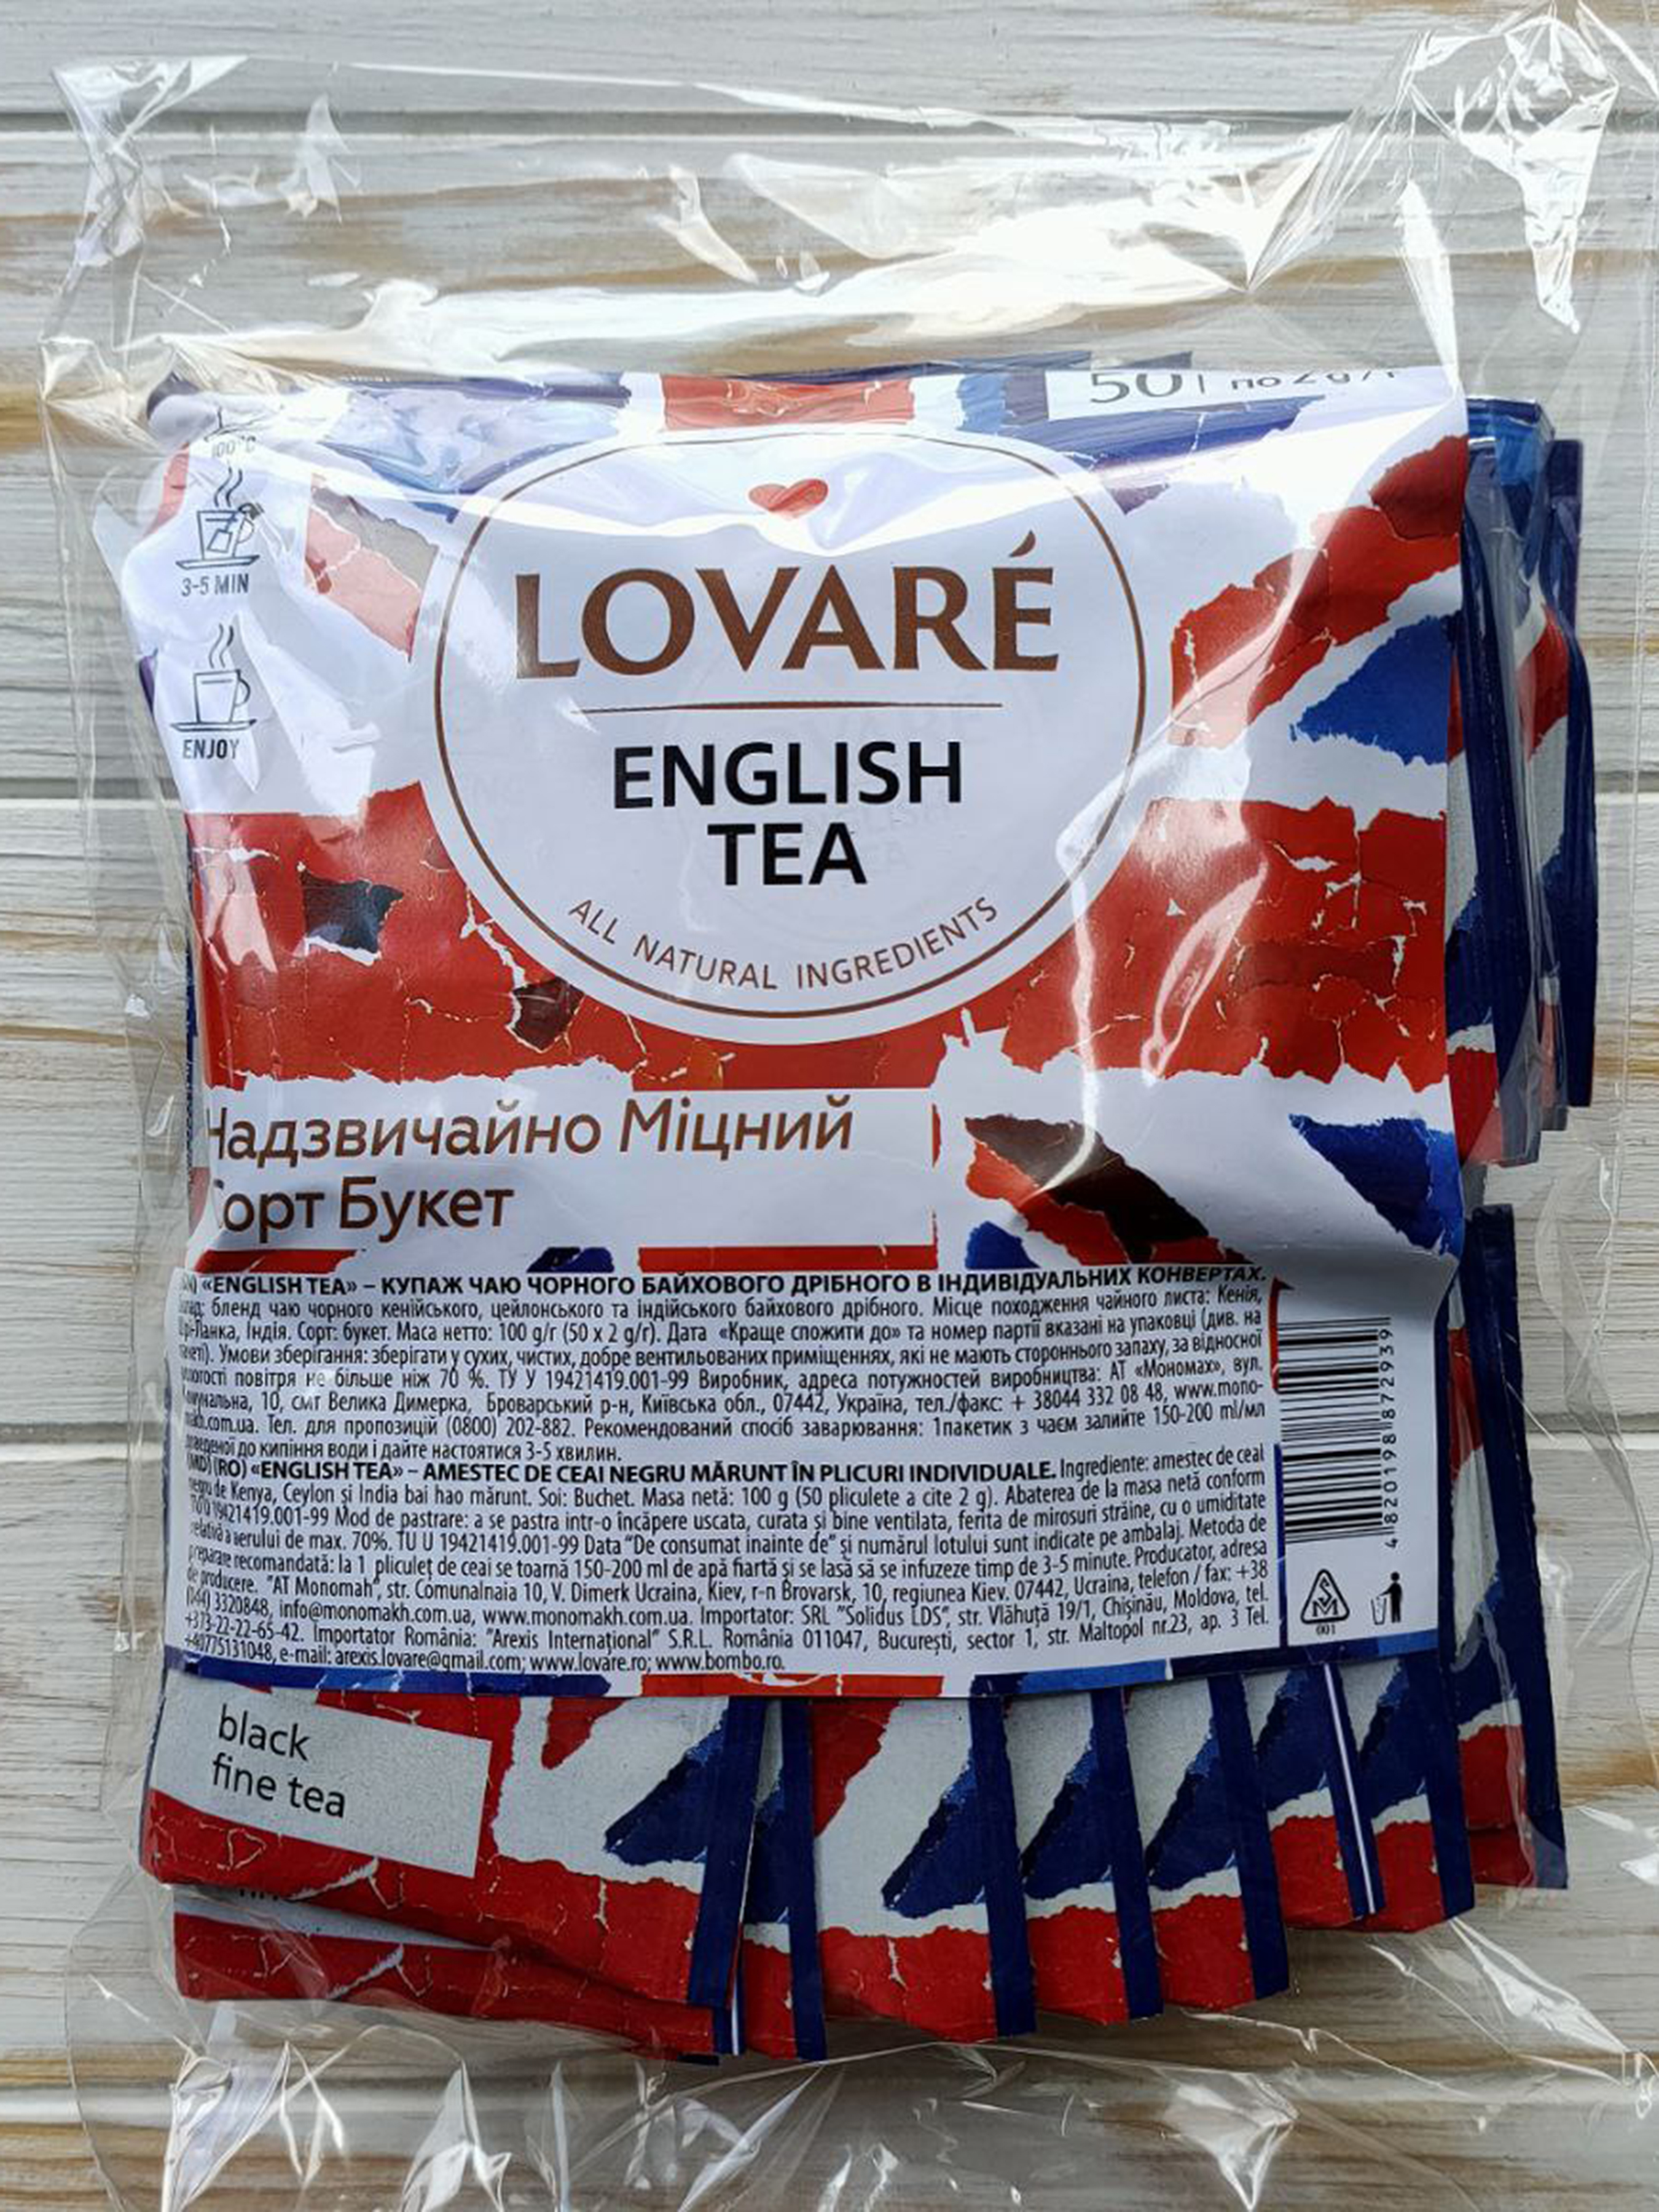 50 по 2 g/г
100°C
3-5 MIN
ENJOY
LOVARÉ
ENGLISH
TEA
ALL NATURAL INGREDIENTS
Надзвичайно Міцний
Сорт Букет
«ENGLISH TEA» – КУПАЖ ЧАЮ ЧОРНОГО БАЙХОВОГО ДРІБНОГО В ІНДИВІДУАЛЬНИХ КОНВЕРТАХ.
бленд чаю чорного кенійського, цейлонського та індійського байхового дрібного. Місце походження чайного листа: Кенія,
Шрі-Ланка, Індія. Сорт: букет. Маса нетто: 100 g/г (50 x 2 g/г). Дата «Краще спожити до» та номер партії вказані на упаковці (див. на
пакеті). Умови зберігання: зберігати у сухих, чистих, добре вентильованих приміщеннях, які не мають стороннього запаху, за відносної
вологості повітря не більше ніж 70 %. ТУ У 19421419.001-99 Виробник, адреса потужностей виробництва: АТ «Мономах», вул.
Комунальна, 10, смт Велика Димерка, Броварський р-н, Київська обл., 07442, Україна, тел./факс: + 38044 332 08 48, www.mono-
makh.com.ua. Тел. для пропозицій (0800) 202-882. Рекомендований спосіб заварювання: 1пакетик з чаєм залийте 150-200 ml/мл
доведеної до кипіння води і дайте настоятися 3-5 хвилин.
(MD) (RO) «ENGLISH TEA» – AMESTEC DE CEAI NEGRU MĂRUNT ÎN PLICURI INDIVIDUALE. Ingrediente: amestec de ceai
negru de Kenya, Ceylon si India bai hao mărunt. Soi: Buchet. Masa netă: 100 g (50 pliculete a cite 2 g). Abaterea de la masa netă conform
TU U 19421419.001-99 Mod de pastrare: a se pastra intr-o încăpere uscata, curata și bine ventilata, ferita de mirosuri străine, cu o umiditate
relativă a aerului de max. 70%. TU U 19421419.001-99 Data "De consumat inainte de" și numărul lotului sunt indicate pe ambalaj. Metoda de
preparare recomandată: la 1 pliculeț de ceai se toarnă 150-200 ml de apă fiartă și se lasă să se infuzeze timp de 3-5 minute. Producator, adresa
de producere. "AT Monomah", str. Comunalnaia 10, V. Dimerk Ucraina, Kiev, r-n Brovarsk, 10, regiunea Kiev. 07442, Ucraina, telefon / fax: +38
(044) 3320848, info@monomakh.com.ua, www.monomakh.com.ua. Importator: SRL "Solidus LDS", str. Vlăhuță 19/1, Chișinău, Moldova, tel.
+373-22-22-65-42. Importator România: "Arexis Internațional" S.R.L. România 011047, București, sector 1, str. Maltopol nr.23, ap. 3 Tel.
+40775131048, e-mail: arexis.lovare@gmail.com; www.lovare.ro; www.bombo.ro.
4 820198 872939
001
black
fine tea